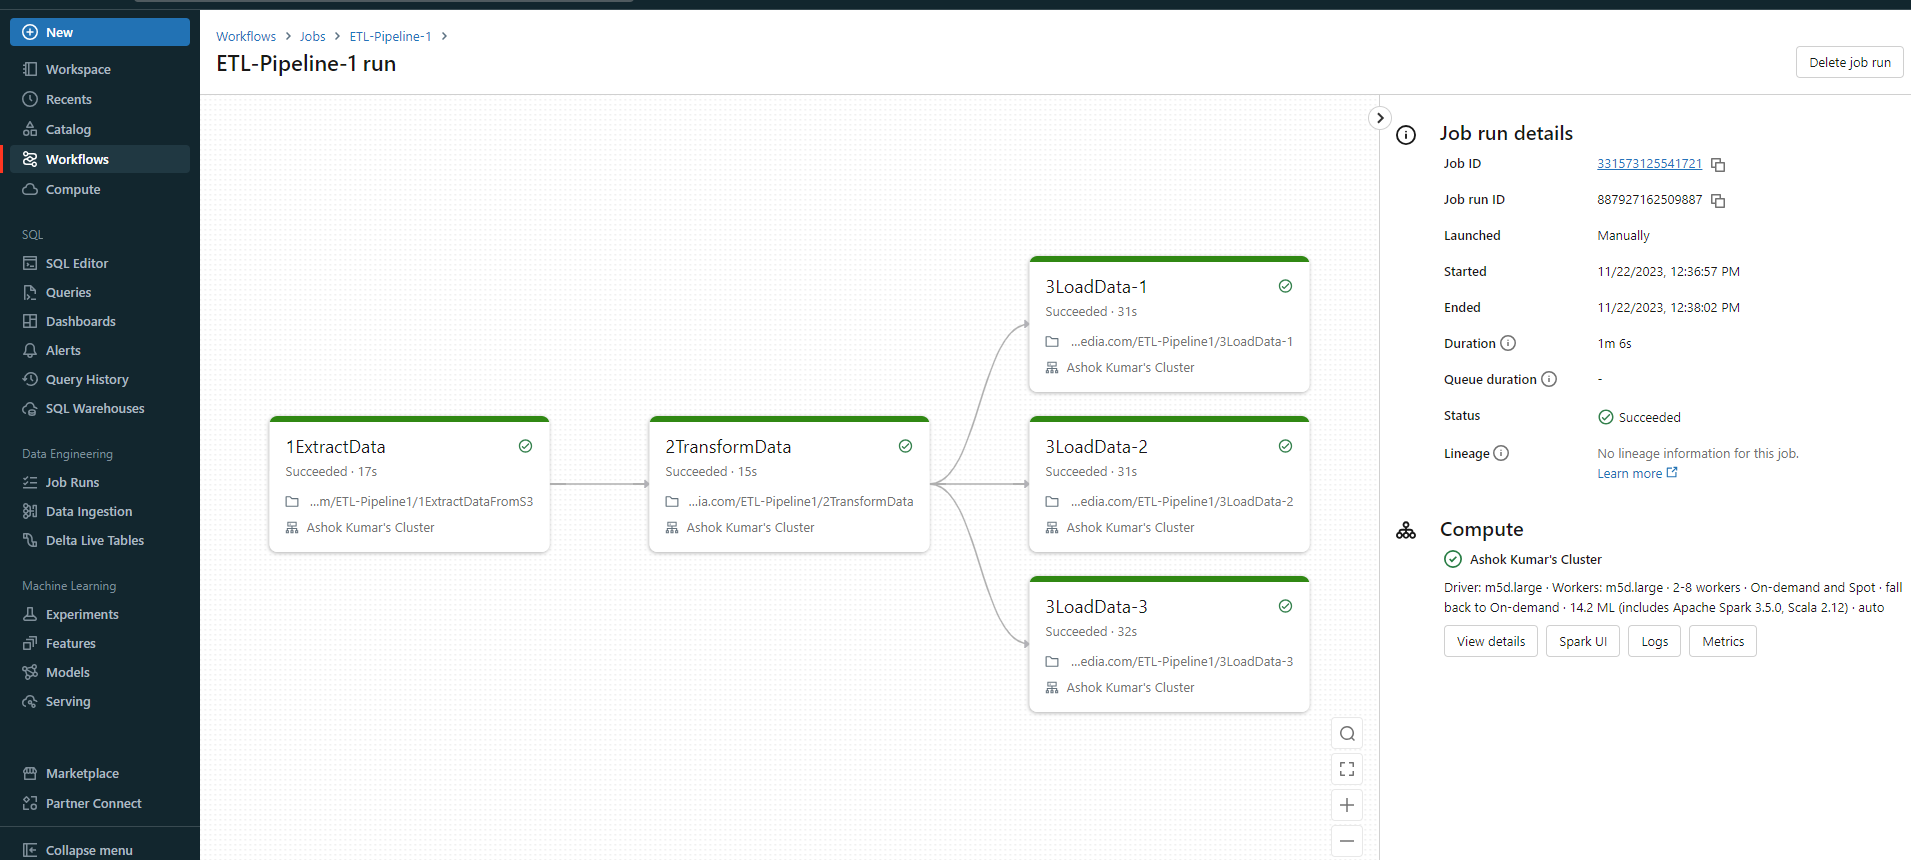 New
Workspace
Recents
Catalog
Workflows
Compute
SQL
SQL Editor
Queries
Dashboards
Alerts
Query History
SQL Warehouses
Data Engineering
Job Runs
Data Ingestion
Delta Live Tables
Machine Learning
Experiments
Features
Models
Serving
Marketplace
Partner Connect
Collapse menu
Workflows > Jobs > ETL-Pipeline-1 >
ETL-Pipeline-1 run
Delete job run
1ExtractData
Succeeded · 17s
...m/ETL-Pipeline1/1ExtractDataFromS3
Ashok Kumar's Cluster
2TransformData
Succeeded · 15s
...ia.com/ETL-Pipeline1/2TransformData
Ashok Kumar's Cluster
3LoadData-1
Succeeded · 31s
...edia.com/ETL-Pipeline1/3LoadData-1
Ashok Kumar's Cluster
3LoadData-2
Succeeded · 31s
...edia.com/ETL-Pipeline1/3LoadData-2
Ashok Kumar's Cluster
3LoadData-3
Succeeded · 32s
...edia.com/ETL-Pipeline1/3LoadData-3
Ashok Kumar's Cluster
Job run details
Job ID 331573125541721
Job run ID 887927162509887
Launched Manually
Started 11/22/2023, 12:36:57 PM
Ended 11/22/2023, 12:38:02 PM
Duration 1m 6s
Queue duration -
Status Succeeded
Lineage No lineage information for this job.
Learn more
Compute
Ashok Kumar's Cluster
Driver: m5d.large · Workers: m5d.large · 2-8 workers · On-demand and Spot · fall
back to On-demand · 14.2 ML (includes Apache Spark 3.5.0, Scala 2.12) · auto
View details Spark UI Logs Metrics